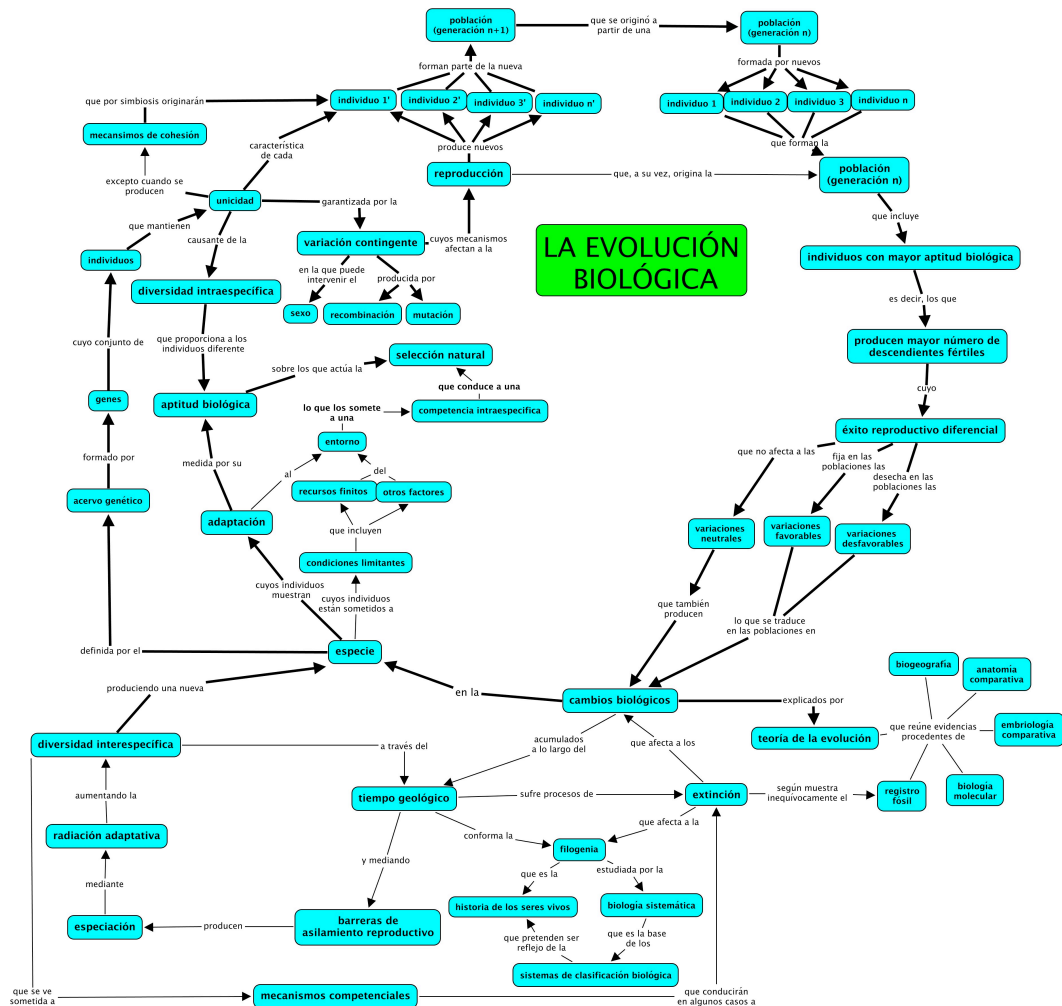 población
(generación n+1)
que se originó a
partir de una
población
(generación n)
forman parte de la nueva
formada por nuevos
que por simbiosis originarán
individuo 1'
individuo 2'
individuo 3'
individuo n'
individuo 1
individuo 2
individuo 3
individuo n
mecansimos de cohesión
característica
de cada
produce nuevos
que forman la
excepto cuando se
producen
reproducción
que, a su vez, origina la
población
(generación n)
unicidad
garantizada por la
que incluye
que mantienen
causante de la
variación contingente
cuyos mecanismos
afectan a la
LA EVOLUCIÓN
BIOLÓGICA
individuos
individuos con mayor aptitud biológica
en la que puede
intervenir el
producida por
diversidad intraespecífica
es decir, los que
sexo
recombinación
mutación
cuyo conjunto de
que proporciona a los
individuos diferente
producen mayor número de
descendientes fértiles
selección natural
sobre los que actúa la
que conduce a una
cuyo
genes
aptitud biológica
lo que los somete
a una
competencia intraespecífica
éxito reproductivo diferencial
entorno
formado por
medida por su
al
del
que no afecta a las
fija en las
poblaciones las
desecha en las
poblaciones las
acervo genético
recursos finitos
otros factores
adaptación
que incluyen
variaciones
neutrales
variaciones
favorables
variaciones
desfavorables
condiciones limitantes
cuyos individuos
muestran
cuyos individuos
están sometidos a
que también
producen
lo que se traduce
en las poblaciones en
definida por el
especie
produciendo una nueva
en la
cambios biológicos
explicados por
biogeografía
anatomía
comparativa
diversidad interespecífica
a través del
acumulados
a lo largo del
que afecta a los
teoría de la evolución
que reúne evidencias
procedentes de
embriología
comparativa
aumentando la
tiempo geológico
sufre procesos de
extinción
según muestra
inequívocamente el
registro
fósil
biología
molecular
radiación adaptativa
conforma la
que afecta a la
y mediando
filogenia
mediante
que es la
estudiada por la
especiación
producen
barreras de
asilamiento reproductivo
historia de los seres vivos
biología sistemática
que pretenden ser
reflejo de la
que es la base
de los
sistemas de clasificación biológica
que se ve
sometida a
mecanismos competenciales
que conducirán
en algunos casos a